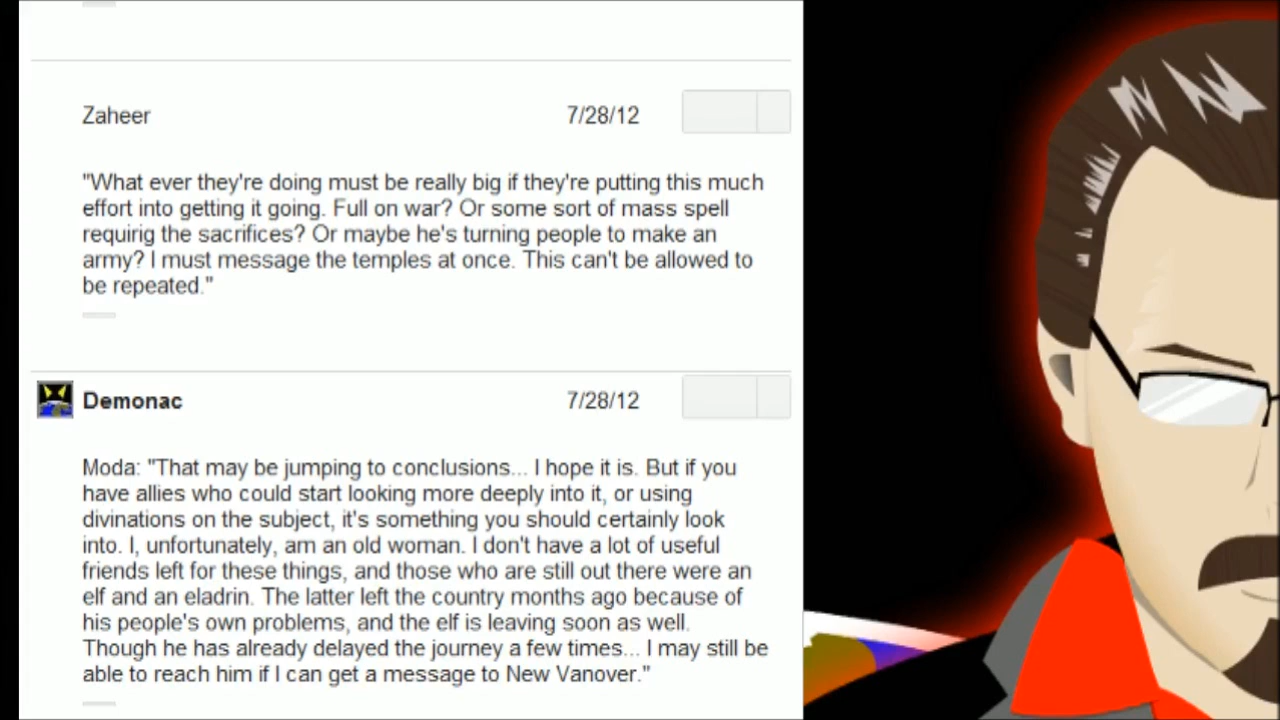 Zaheer 7/28/12
"What ever they're doing must be really big if they're putting this much
effort into getting it going. Full on war? Or some sort of mass spell
requirig the sacrifices? Or maybe he's turning people to make an
army? I must message the temples at once. This can't be allowed to
be repeated."
Demonac 7/28/12
Moda: "That may be jumping to conclusions... I hope it is. But if you
have allies who could start looking more deeply into it, or using
divinations on the subject, it's something you should certainly look
into. I, unfortunately, am an old woman. I don't have a lot of useful
friends left for these things, and those who are still out there were an
elf and an eladrin. The latter left the country months ago because of
his people's own problems, and the elf is leaving soon as well.
Though he has already delayed the journey a few times... I may still be
able to reach him if I can get a message to New Vanover."